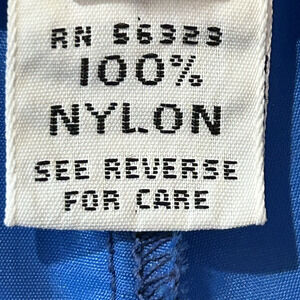 RN 56323
100%
NYLON
SEE REVERSE
FOR CARE